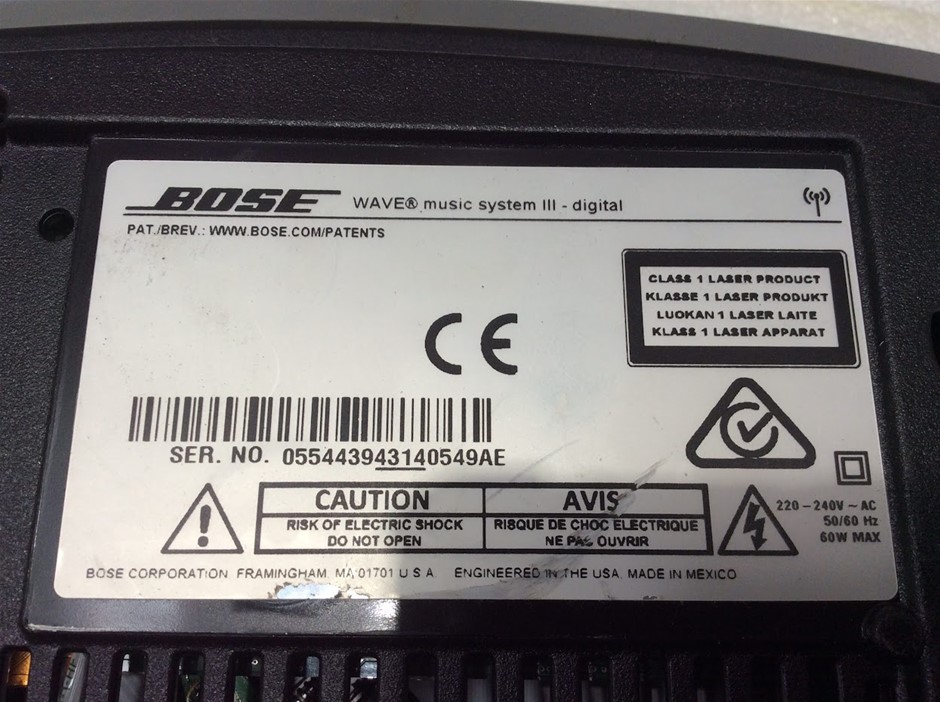 BOSE WAVE® music system III - digital
PAT./BREV.: WWW.BOSE.COM/PATENTS
CLASS 1 LASER PRODUCT
KLASSE 1 LASER PRODUKT
LUOKAN 1 LASER LAITE
KLASS 1 LASER APPARAT
CE
SER. NO. 055443943140549AE
CAUTION
RISK OF ELECTRIC SHOCK
DO NOT OPEN
AVIS
RISQUE DE CHOC ELECTRIQUE
NE PAS OUVRIR
220 – 240V ~ AC
50/60 Hz
60W MAX
BOSE CORPORATION FRAMINGHAM, MA 01701 U S A ENGINEERED IN THE USA, MADE IN MEXICO